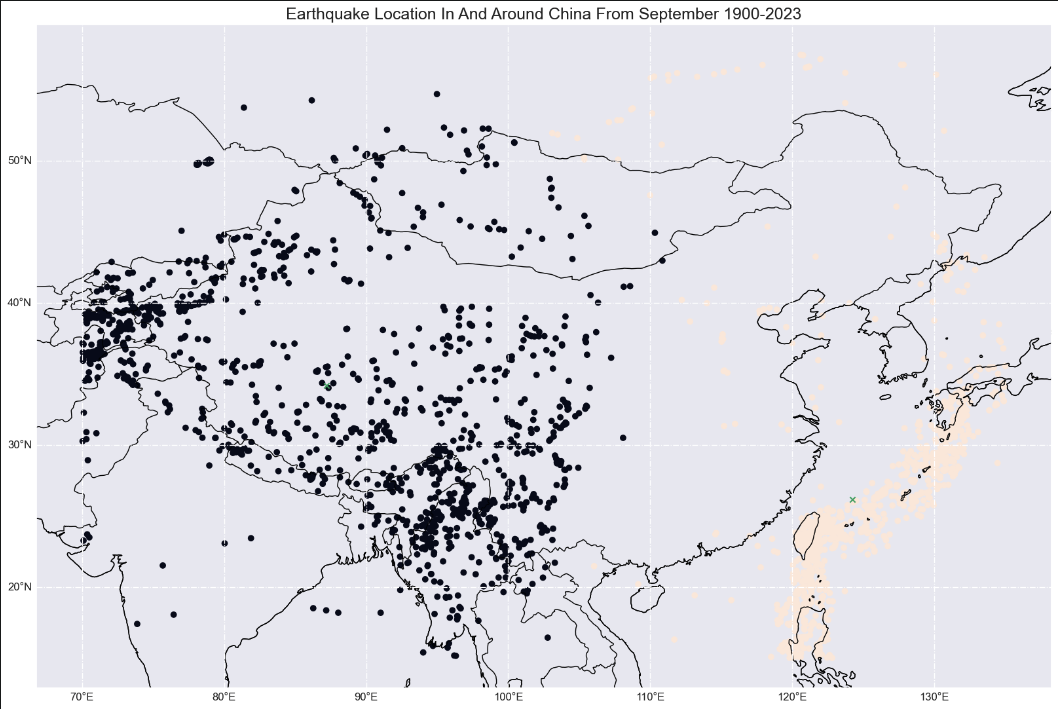 Earthquake Location In And Around China From September 1900-2023
50°N
40°N
30°N
20°N
70°E 80°E 90°E 100°E 110°E 120°E 130°E